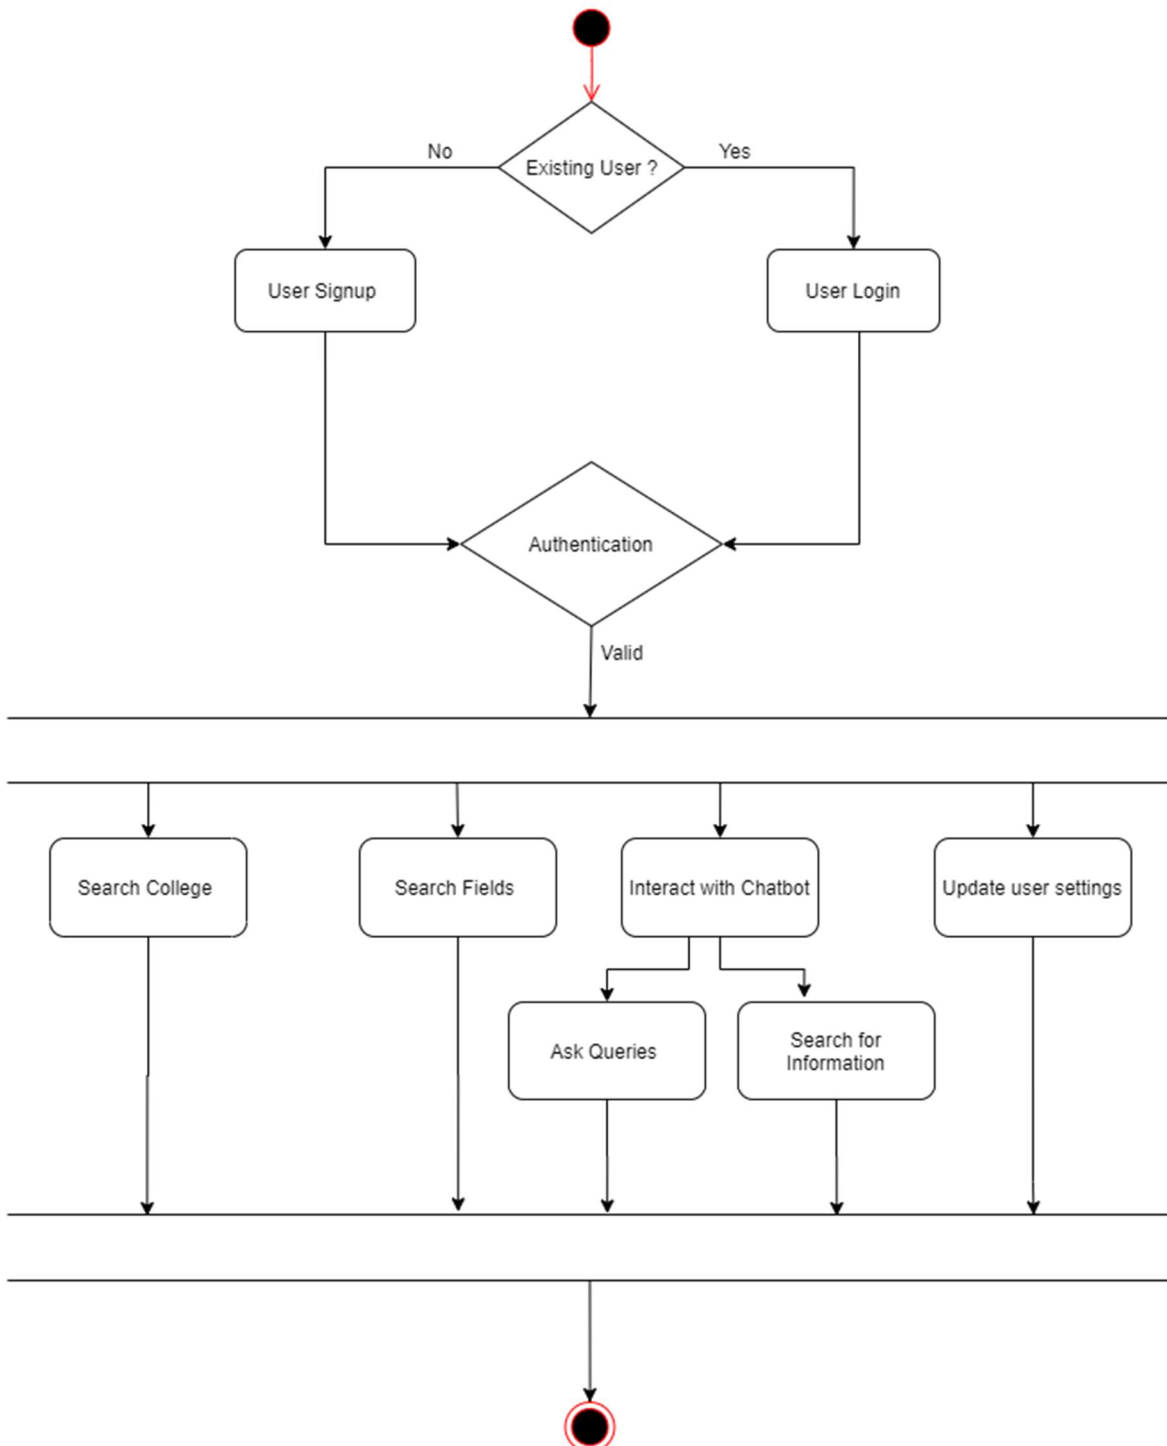 No
Yes
Existing User ?
User Signup
User Login
Authentication
Valid
Search College
Search Fields
Interact with Chatbot
Update user settings
Ask Queries
Search for
Information